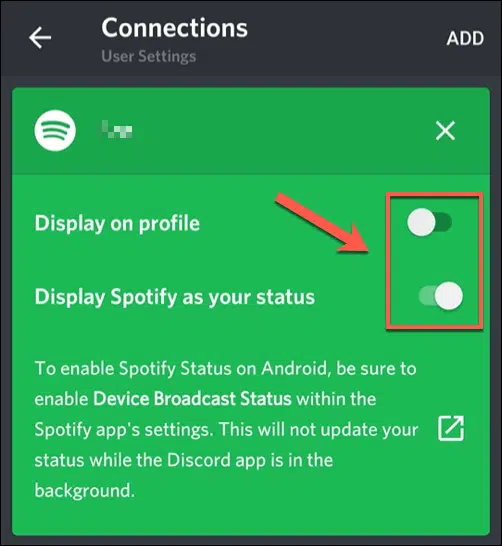 Connections
User Settings
ADD
Display on profile
Display Spotify as your status
To enable Spotify Status on Android, be sure to
enable Device Broadcast Status within the
Spotify app's settings. This will not update your
status while the Discord app is in the
background.